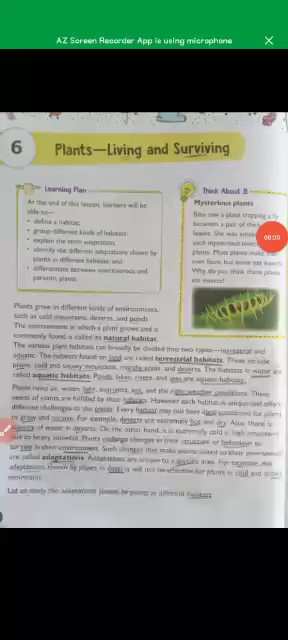 AZ Screen Recorder App is using microphone
6
Plants—Living and Surviving
Learning Plan
At the end of this lesson, learners will be
able to—
• define a habitat;
• group different kinds of habitats;
• explain the term adaptation;
• identify the different adaptations shown by
plants in different habitats; and
• differentiate between insectivorous and
parasitic plants.
Think About It
Mysterious plants
Bina saw a plant trapping a fly
between a pair of thick
leaves. She was
such mysterious
plants. Most plants make their
own food, but some eat insects.
Why do you think these plants
eat insects?
00:00
Plants grow in different kinds of environments,
such as cold mountains, deserts, and ponds.
The environment in which a plant grows and is
commonly found is called its natural habitat.
The various plant habitats can broadly be divided into two types—terrestrial and
aquatic. The habitats found on land are called terrestrial habitats. These include
plains, cold and snowy mountains, marshy areas, and deserts. The habitats in water are
called aquatic habitats. Ponds, lakes, rivers, and seas are aquatic habitats.
Plants need air, water, light, nutrients, and the right weather conditions. These
needs of plants are fulfilled by their habitats. However each habitat is unique and offers
different challenges to the plants. Every habitat may not have ideal conditions for plants
to grow and survive. For example, deserts are extremely hot and dry. Also, there is
scarcity of water in deserts. On the other hand, it is extremely cold in high mountains
due to heavy snowfall. Plants undergo changes in their structure or behaviour to
survive in their environment. Such changes that make plants suited to their environment
are called adaptations. Adaptations are unique to a specific area. For example, the
adaptations shown by plants in deserts will not be effective for plants in cold and
mountains.
Let us study the adaptations shown by plants in different habitats.